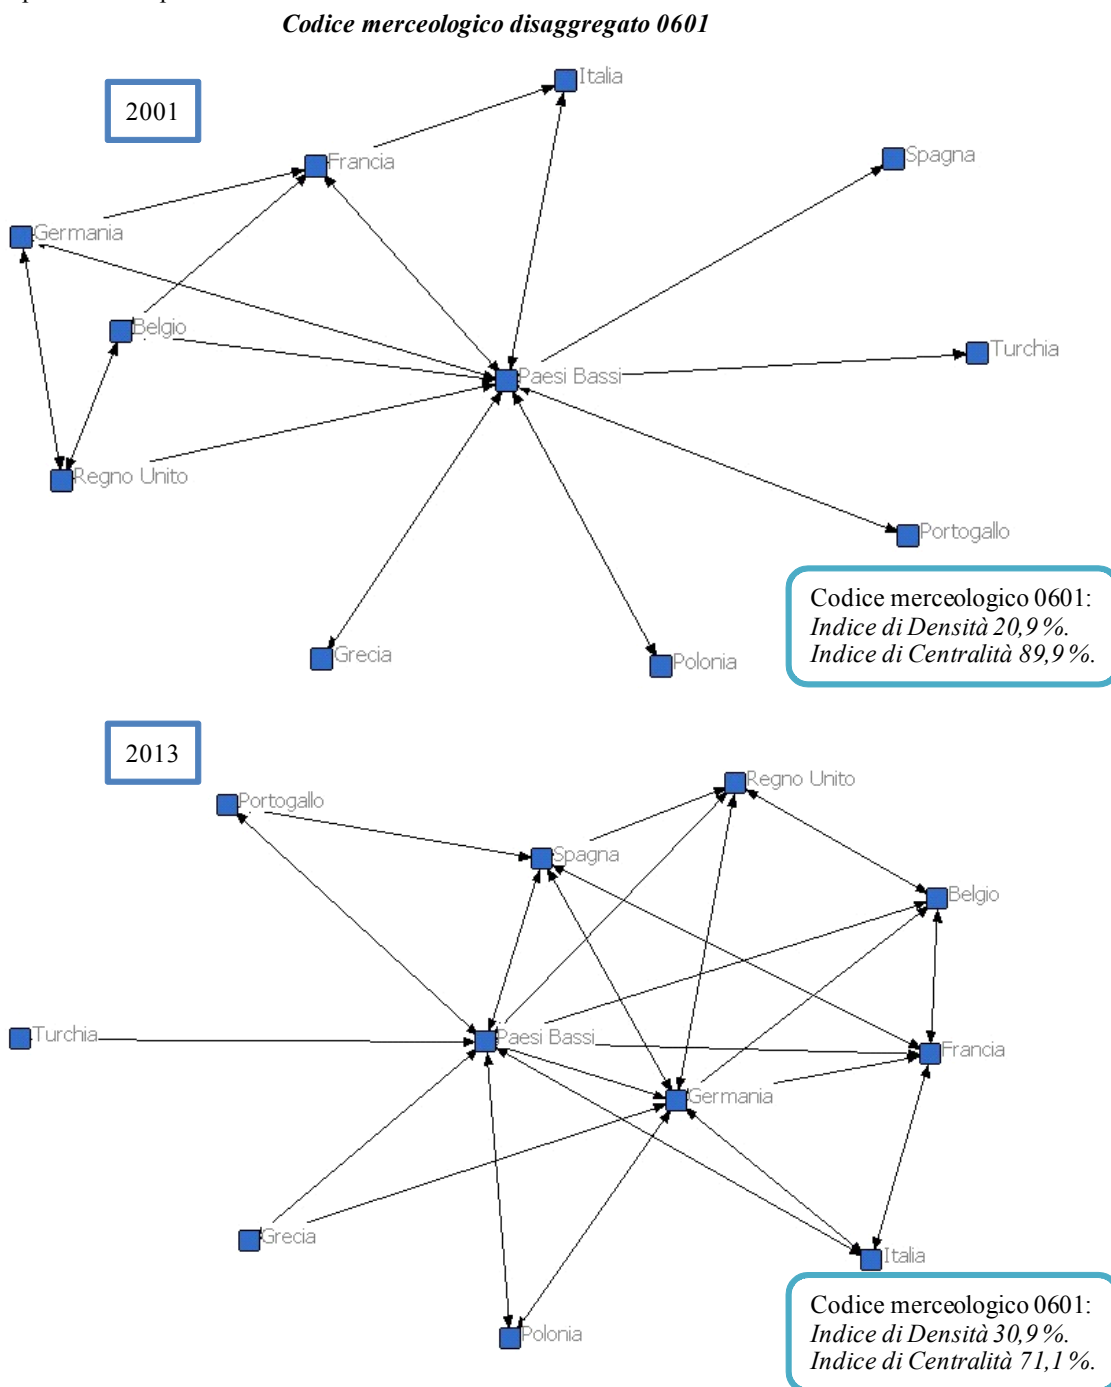 Codice merceologico disaggregato 0601
2001
Italia
Spagna
Francia
Germania
Belgio
Turchia
Paesi Bassi
Regno Unito
Portogallo
Codice merceologico 0601:
Indice di Densità 20,9%.
Indice di Centralità 89,9%.
Grecia
Polonia
2013
Regno Unito
Portogallo
Spagna
Belgio
Turchia
Paesi Bassi
Francia
Germania
Grecia
Italia
Codice merceologico 0601:
Indice di Densità 30,9%.
Indice di Centralità 71,1%.
Polonia